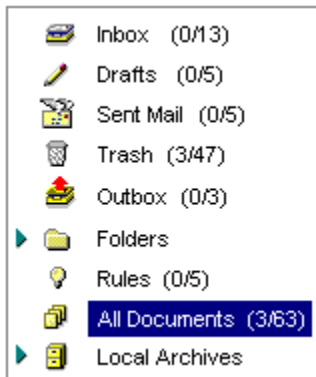 Inbox (0/13)
Drafts (0/5)
Sent Mail (0/5)
Trash (3/47)
Outbox (0/3)
Folders
Rules (0/5)
All Documents (3/63)
Local Archives